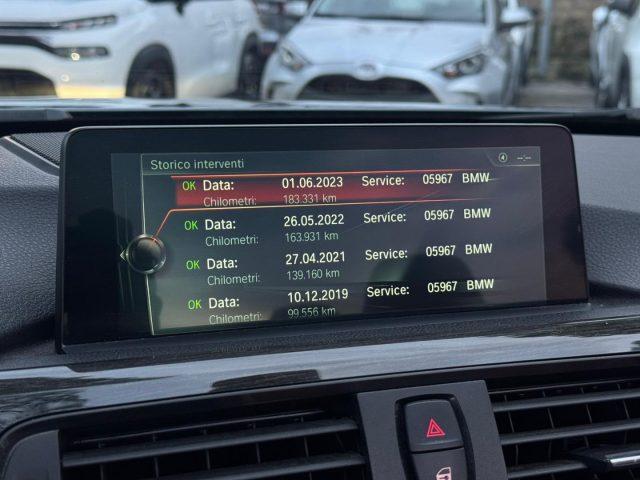 Storico interventi
OK Data: 01.06.2023 Service: 05967 BMW
Chilometri: 183.331 km
OK Data: 26.05.2022 Service: 05967 BMW
Chilometri: 163.931 km
OK Data: 27.04.2021 Service: 05967 BMW
Chilometri: 139.160 km
OK Data: 10.12.2019 Service: 05967 BMW
Chilometri: 99.556 km